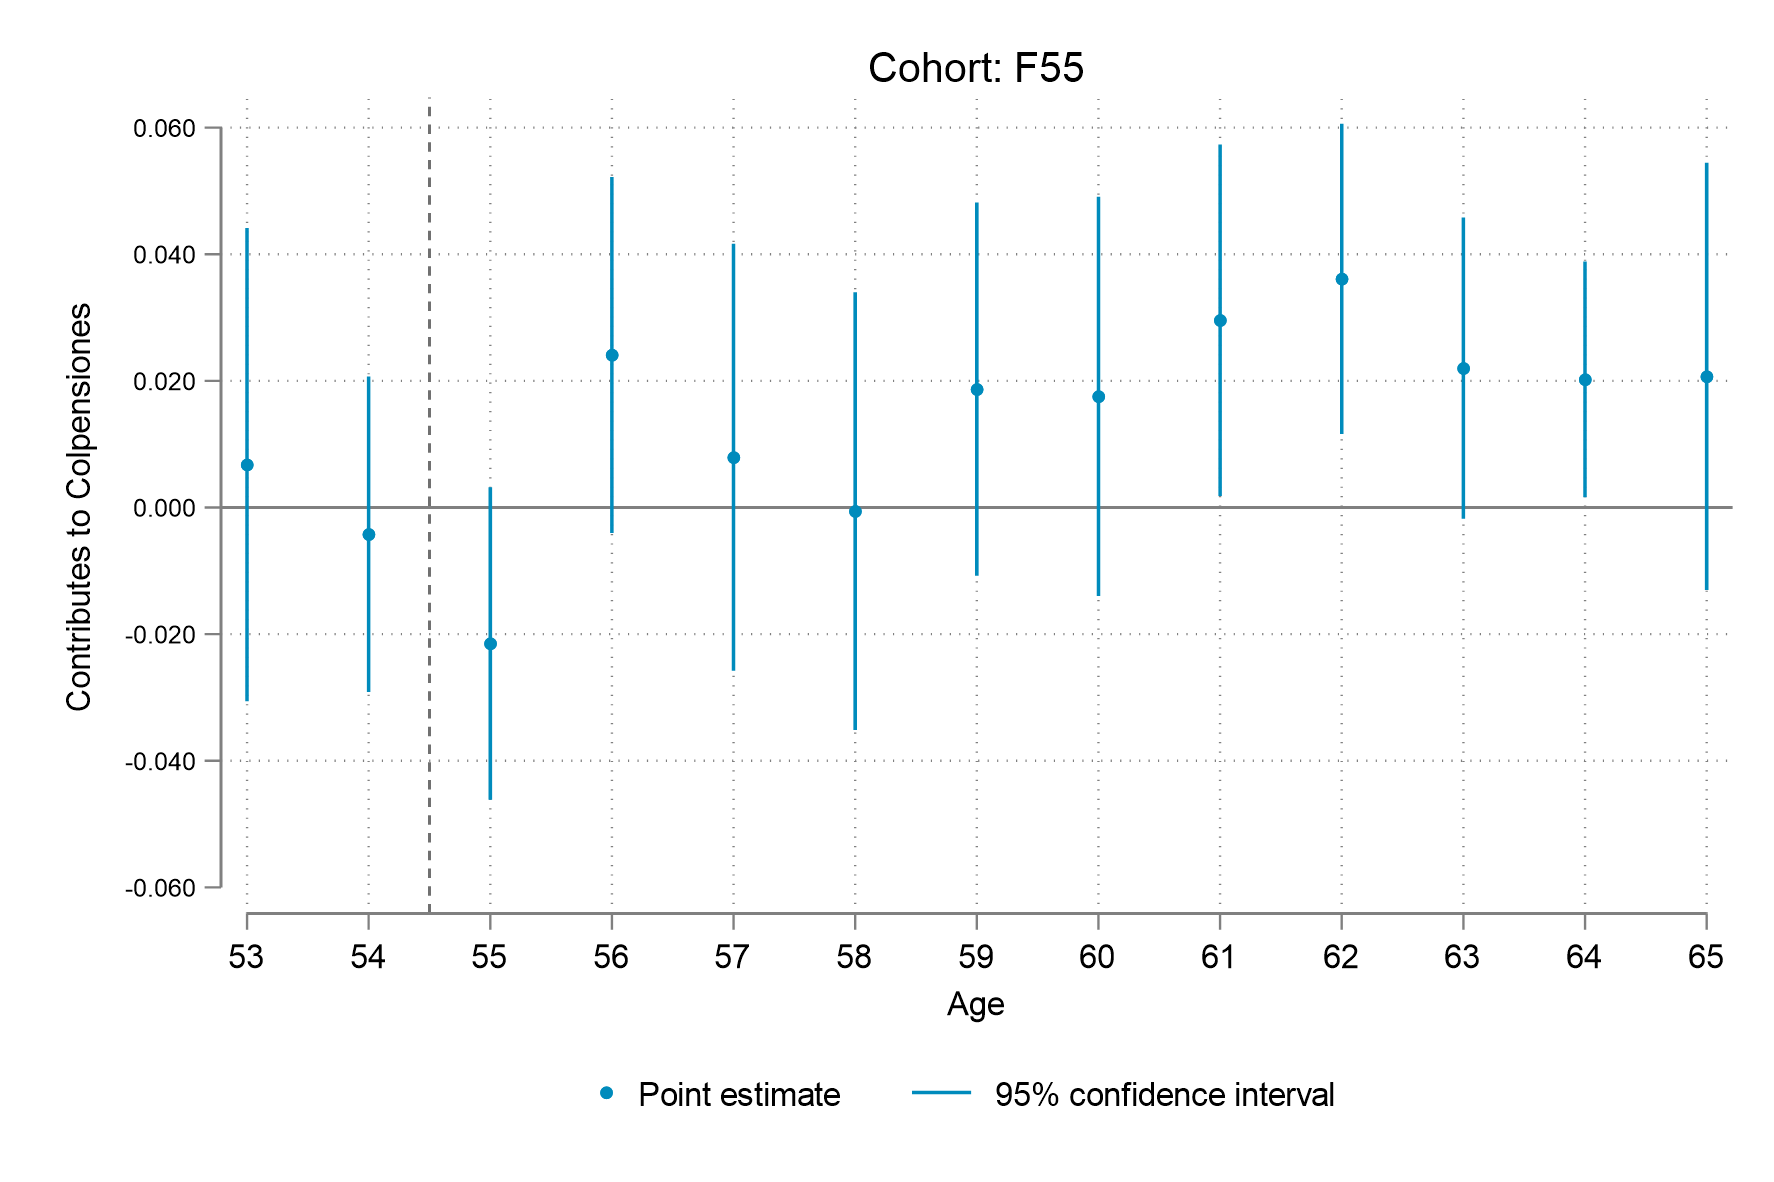 Cohort: F55
Contributes to Colpensiones
0.060
0.040
0.020
0.000
-0.020
-0.040
-0.060
53 54 55 56 57 58 59 60 61 62 63 64 65
Age
Point estimate 95% confidence interval